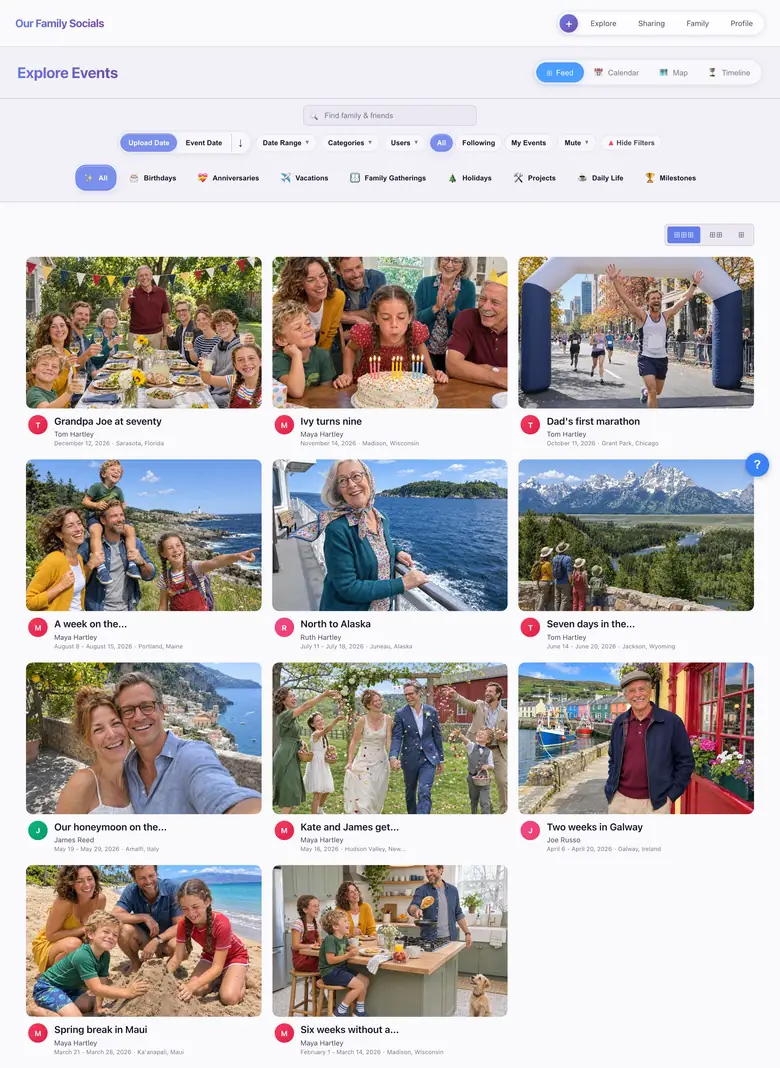 Our Family Socials
+ Explore Sharing Family Profile
Explore Events
Feed Calendar Map Timeline
Find family & friends
Upload Date Event Date ↓ Date Range ▼ Categories ▼ Users ▼ All Following My Events Mute ▼ ▲ Hide Filters
All Birthdays Anniversaries Vacations Family Gatherings Holidays Projects Daily Life Milestones
T Grandpa Joe at seventy
Tom Hartley
December 12, 2026 · Sarasota, Florida
M Ivy turns nine
Maya Hartley
November 14, 2026 · Madison, Wisconsin
T Dad's first marathon
Tom Hartley
October 11, 2026 · Grant Park, Chicago
?
M A week on the...
Maya Hartley
August 8 - August 15, 2026 · Portland, Maine
R North to Alaska
Ruth Hartley
July 11 - July 18, 2026 · Juneau, Alaska
T Seven days in the...
Tom Hartley
June 14 - June 20, 2026 · Jackson, Wyoming
J Our honeymoon on the...
James Reed
May 19 - May 29, 2026 · Amalfi, Italy
M Kate and James get...
Maya Hartley
May 16, 2026 · Hudson Valley, New...
J Two weeks in Galway
Joe Russo
April 6 - April 20, 2026 · Galway, Ireland
M Spring break in Maui
Maya Hartley
March 21 - March 28, 2026 · Ka'anapali, Maui
M Six weeks without a...
Maya Hartley
February 1 - March 14, 2026 · Madison, Wisconsin